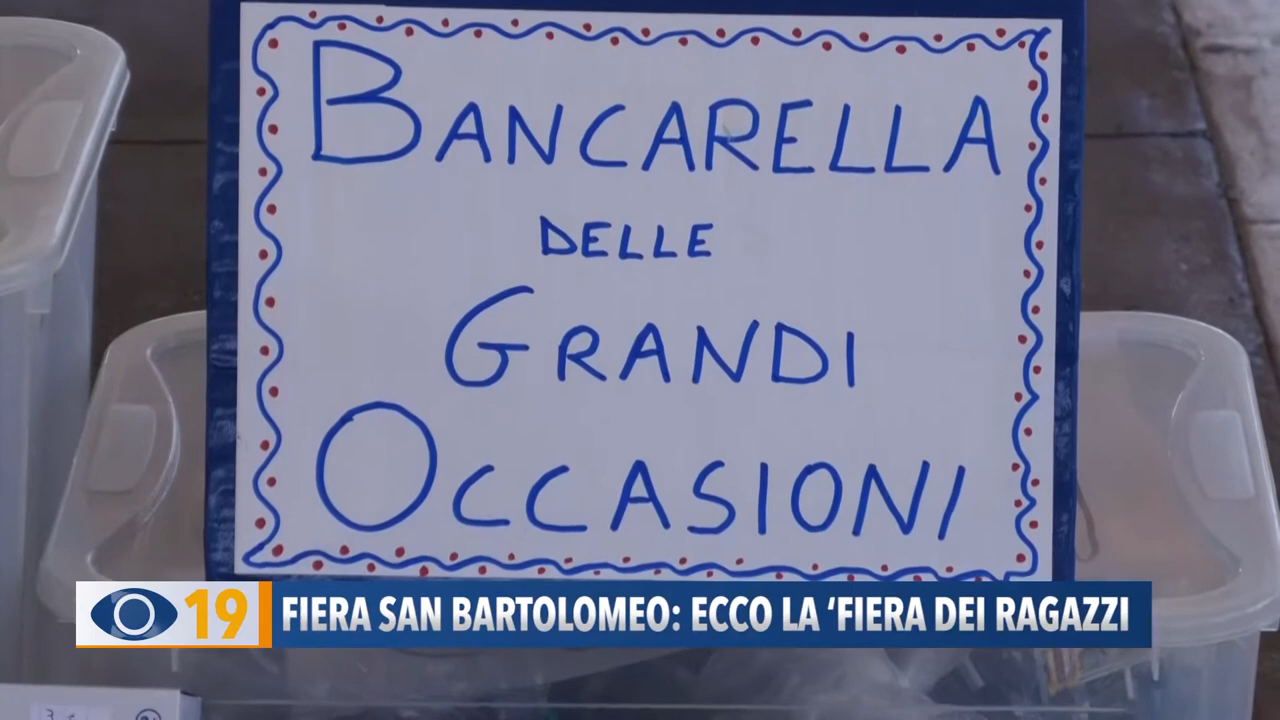 BANCARELLA
DELLE
GRANDI
OCCASIONI
19
FIERA SAN BARTOLOMEO: ECCO LA ‘FIERA DEI RAGAZZI